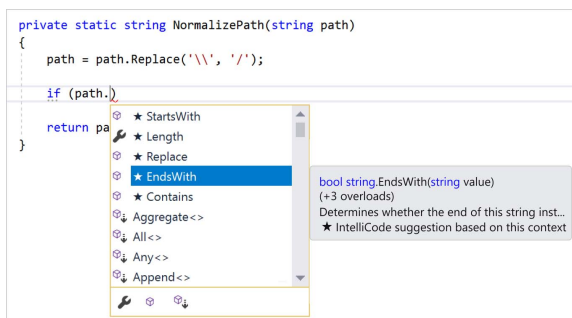 private static string NormalizePath(string path)
{
path = path.Replace('\\', '/');
if (path.)
★ StartsWith
★ Length
return pa
★ Replace
}
★ EndsWith
★ Contains
Aggregate<>
All<>
Any<>
Append<>
bool string.EndsWith(string value)
(+3 overloads)
Determines whether the end of this string inst...
★ IntelliCode suggestion based on this context